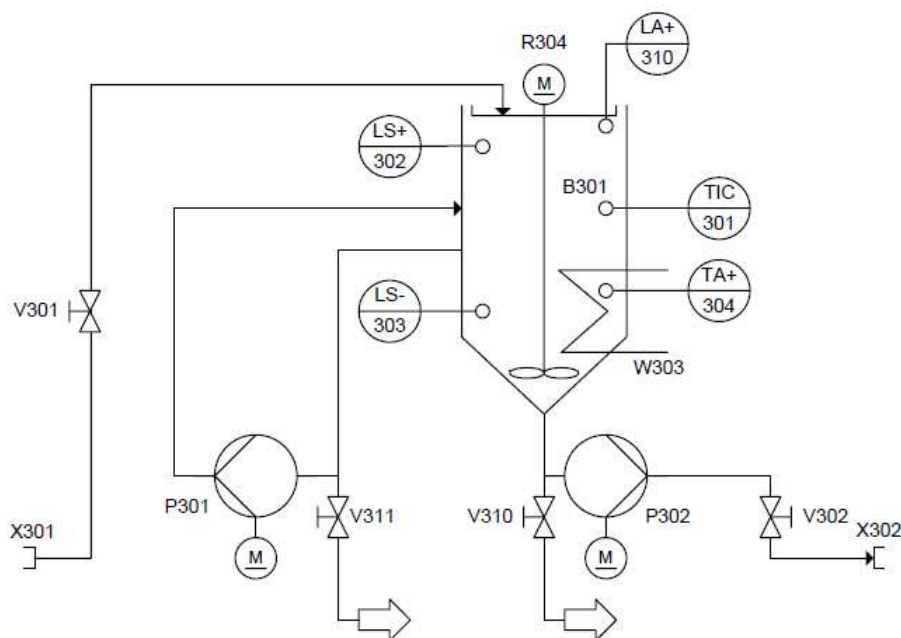 LA+
310
R304
M
LS+
302
B301
TIC
301
TA+
304
V301
LS-
303
W303
P301
V311
V310
P302
V302
X301
X302
M
M